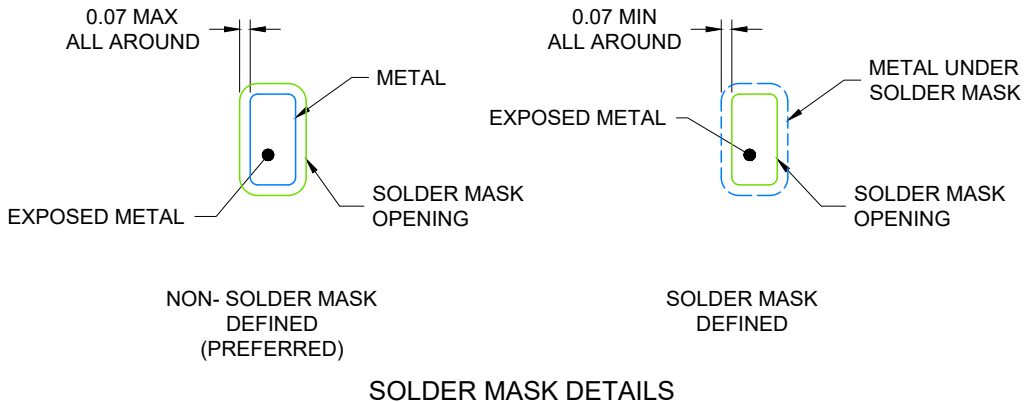 0.07 MAX
ALL AROUND
METAL
EXPOSED METAL
SOLDER MASK
OPENING
NON- SOLDER MASK
DEFINED
(PREFERRED)
0.07 MIN
ALL AROUND
METAL UNDER
SOLDER MASK
EXPOSED METAL
SOLDER MASK
OPENING
SOLDER MASK
DEFINED
SOLDER MASK DETAILS